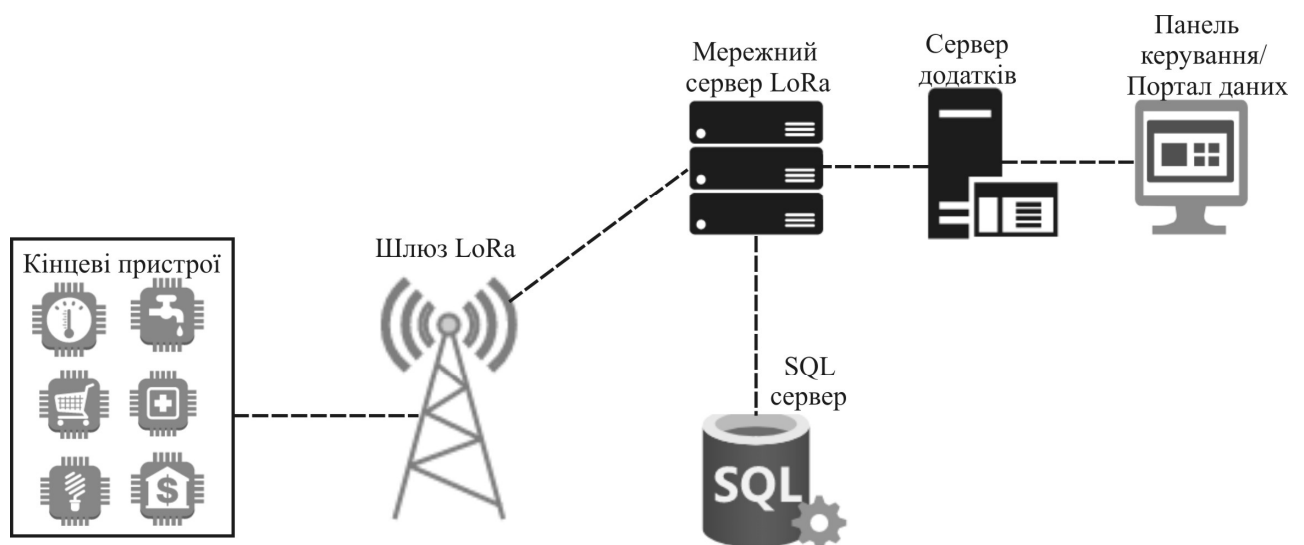 Кінцеві пристрої
Шлюз LoRa
Мережний
сервер LoRa
Сервер
додатків
Панель
керування/
Портал даних
SQL
сервер
SQL
$